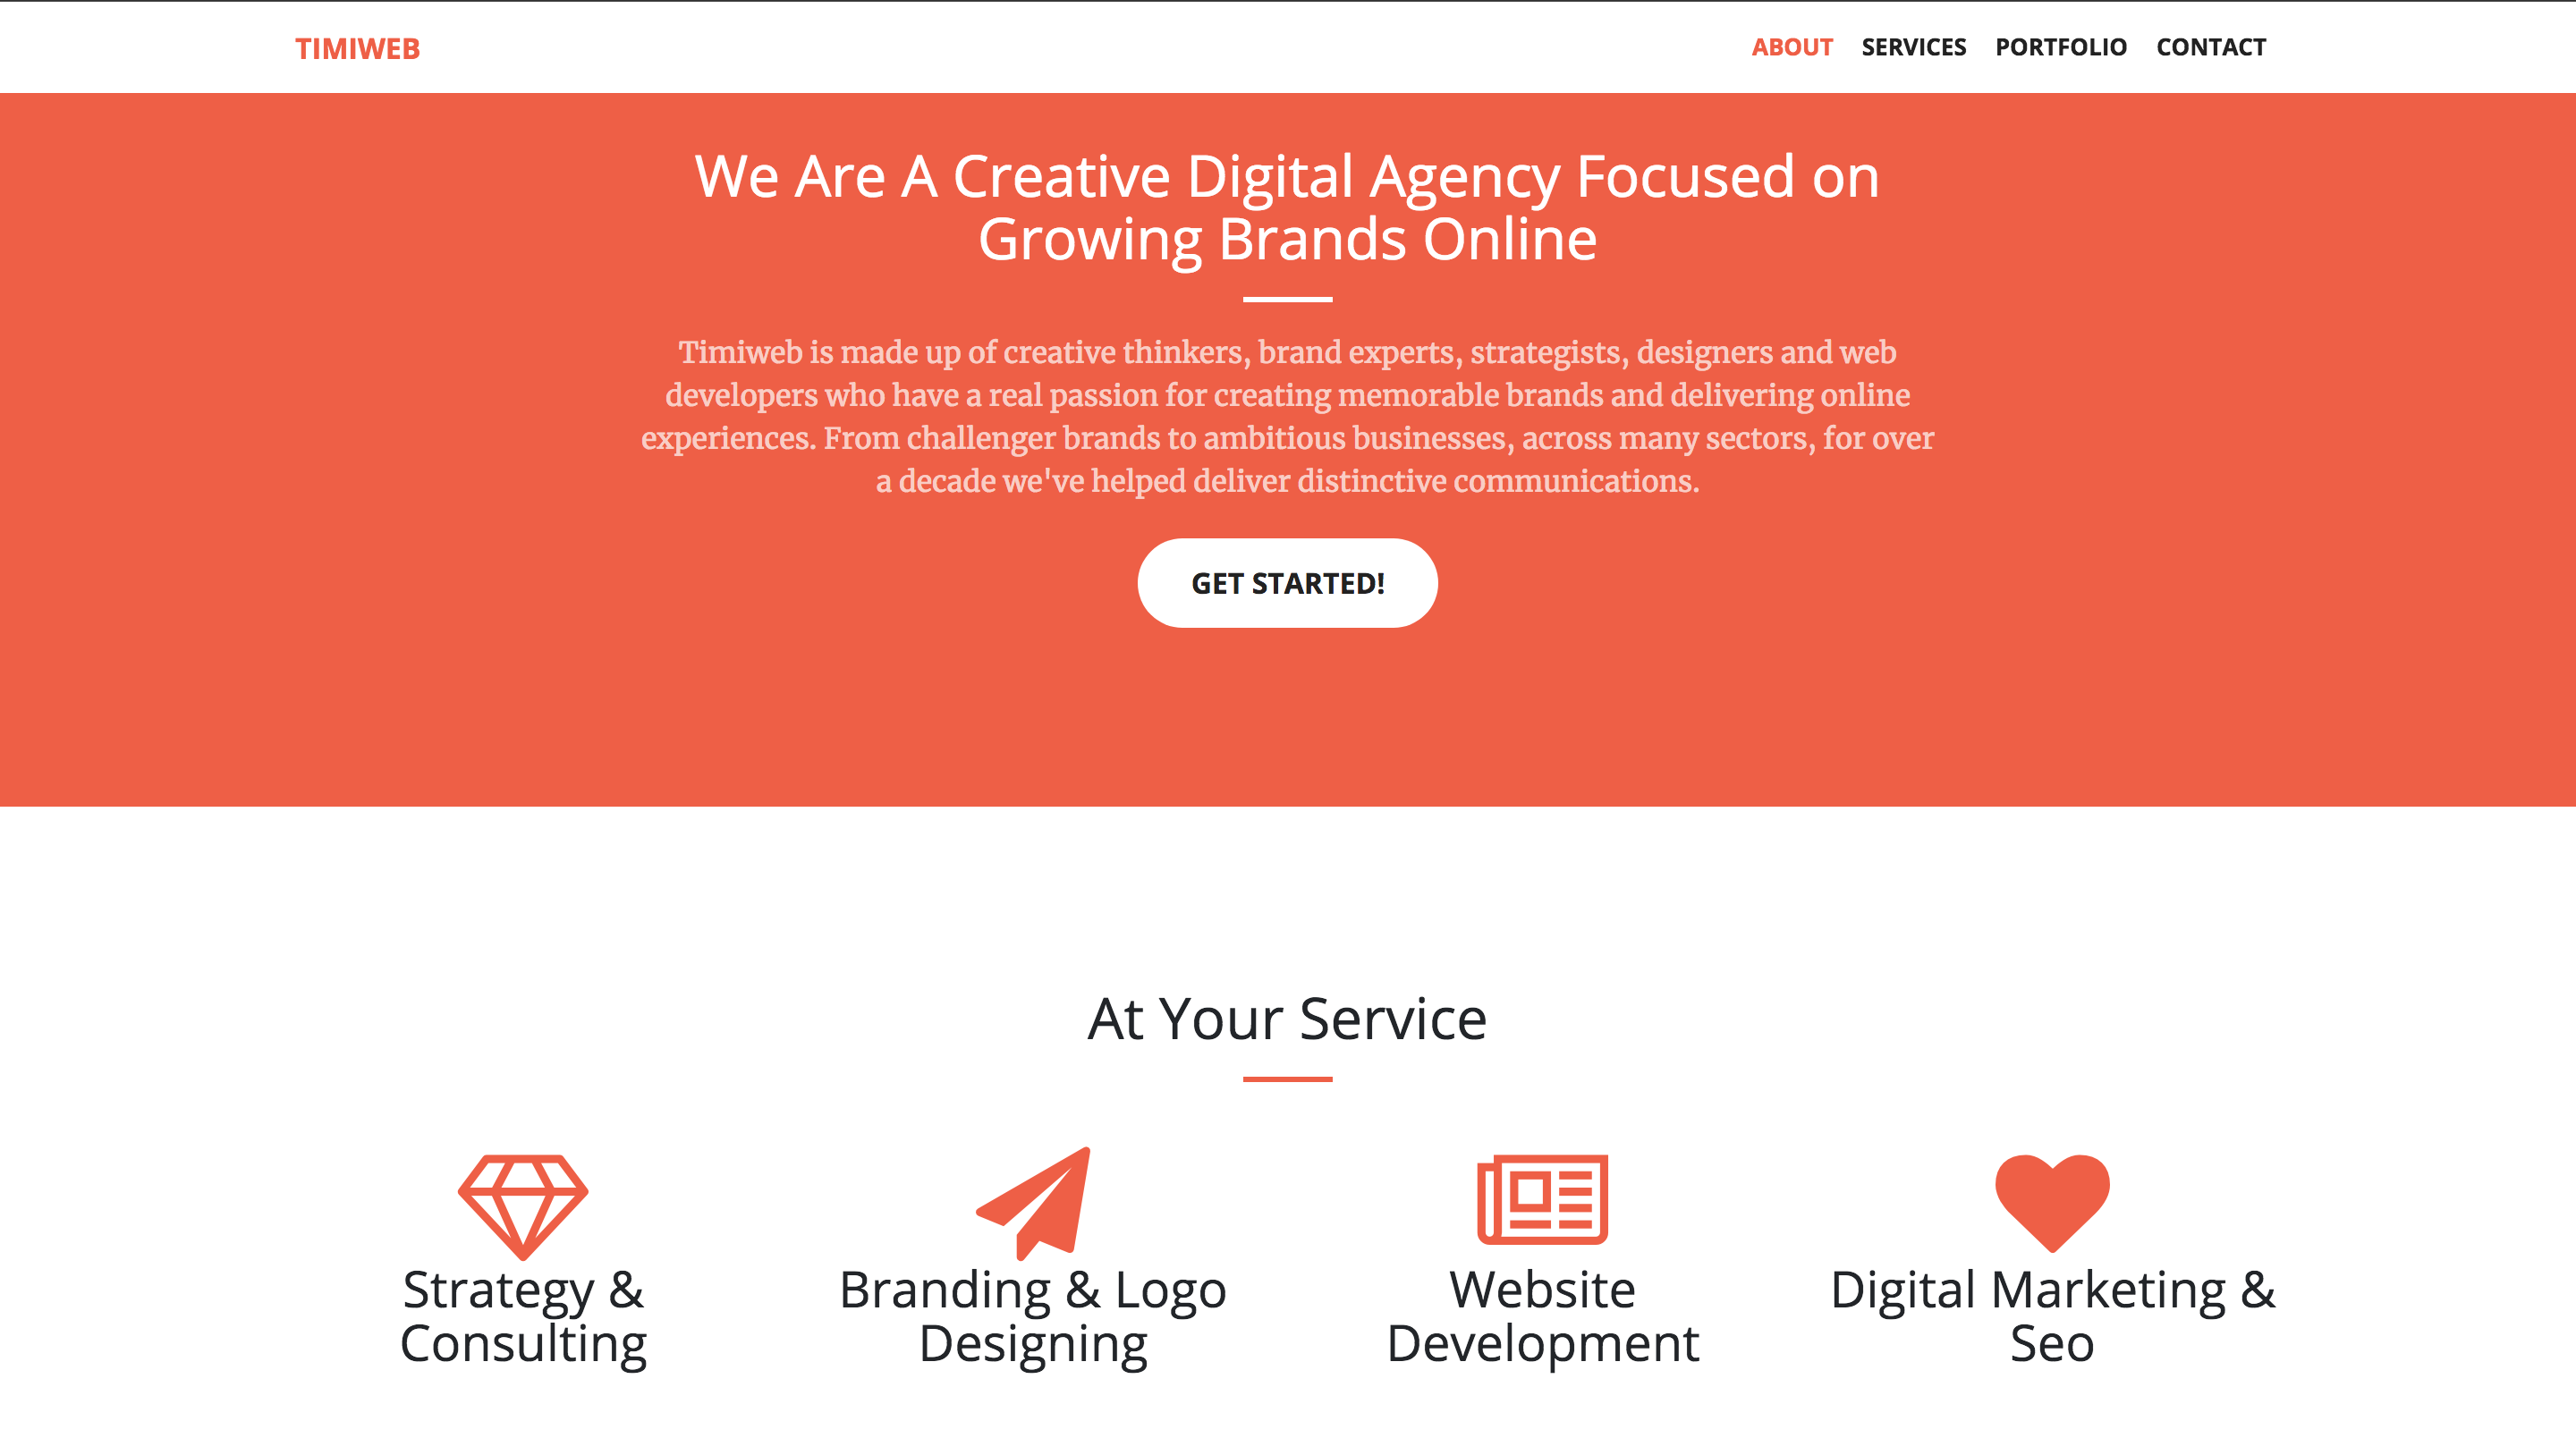 TIMIWEB
ABOUT SERVICES PORTFOLIO CONTACT
We Are A Creative Digital Agency Focused on
Growing Brands Online
Timiweb is made up of creative thinkers, brand experts, strategists, designers and web
developers who have a real passion for creating memorable brands and delivering online
experiences. From challenger brands to ambitious businesses, across many sectors, for over
a decade we've helped deliver distinctive communications.
GET STARTED!
At Your Service
Strategy &
Consulting
Branding & Logo
Designing
Website
Development
Digital Marketing &
Seo